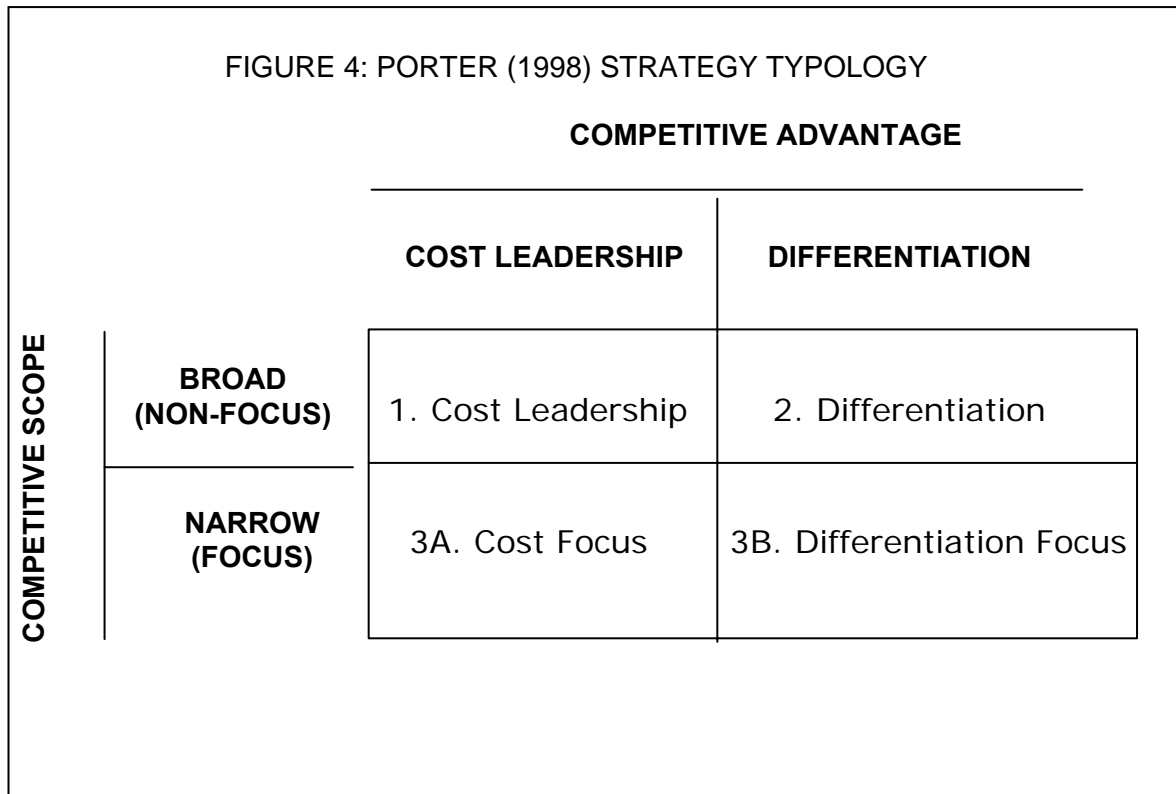 FIGURE 4: PORTER (1998) STRATEGY TYPOLOGY
COMPETITIVE ADVANTAGE
COST LEADERSHIP
DIFFERENTIATION
COMPETITIVE SCOPE
BROAD
(NON-FOCUS)
1. Cost Leadership
2. Differentiation
NARROW
(FOCUS)
3A. Cost Focus
3B. Differentiation Focus